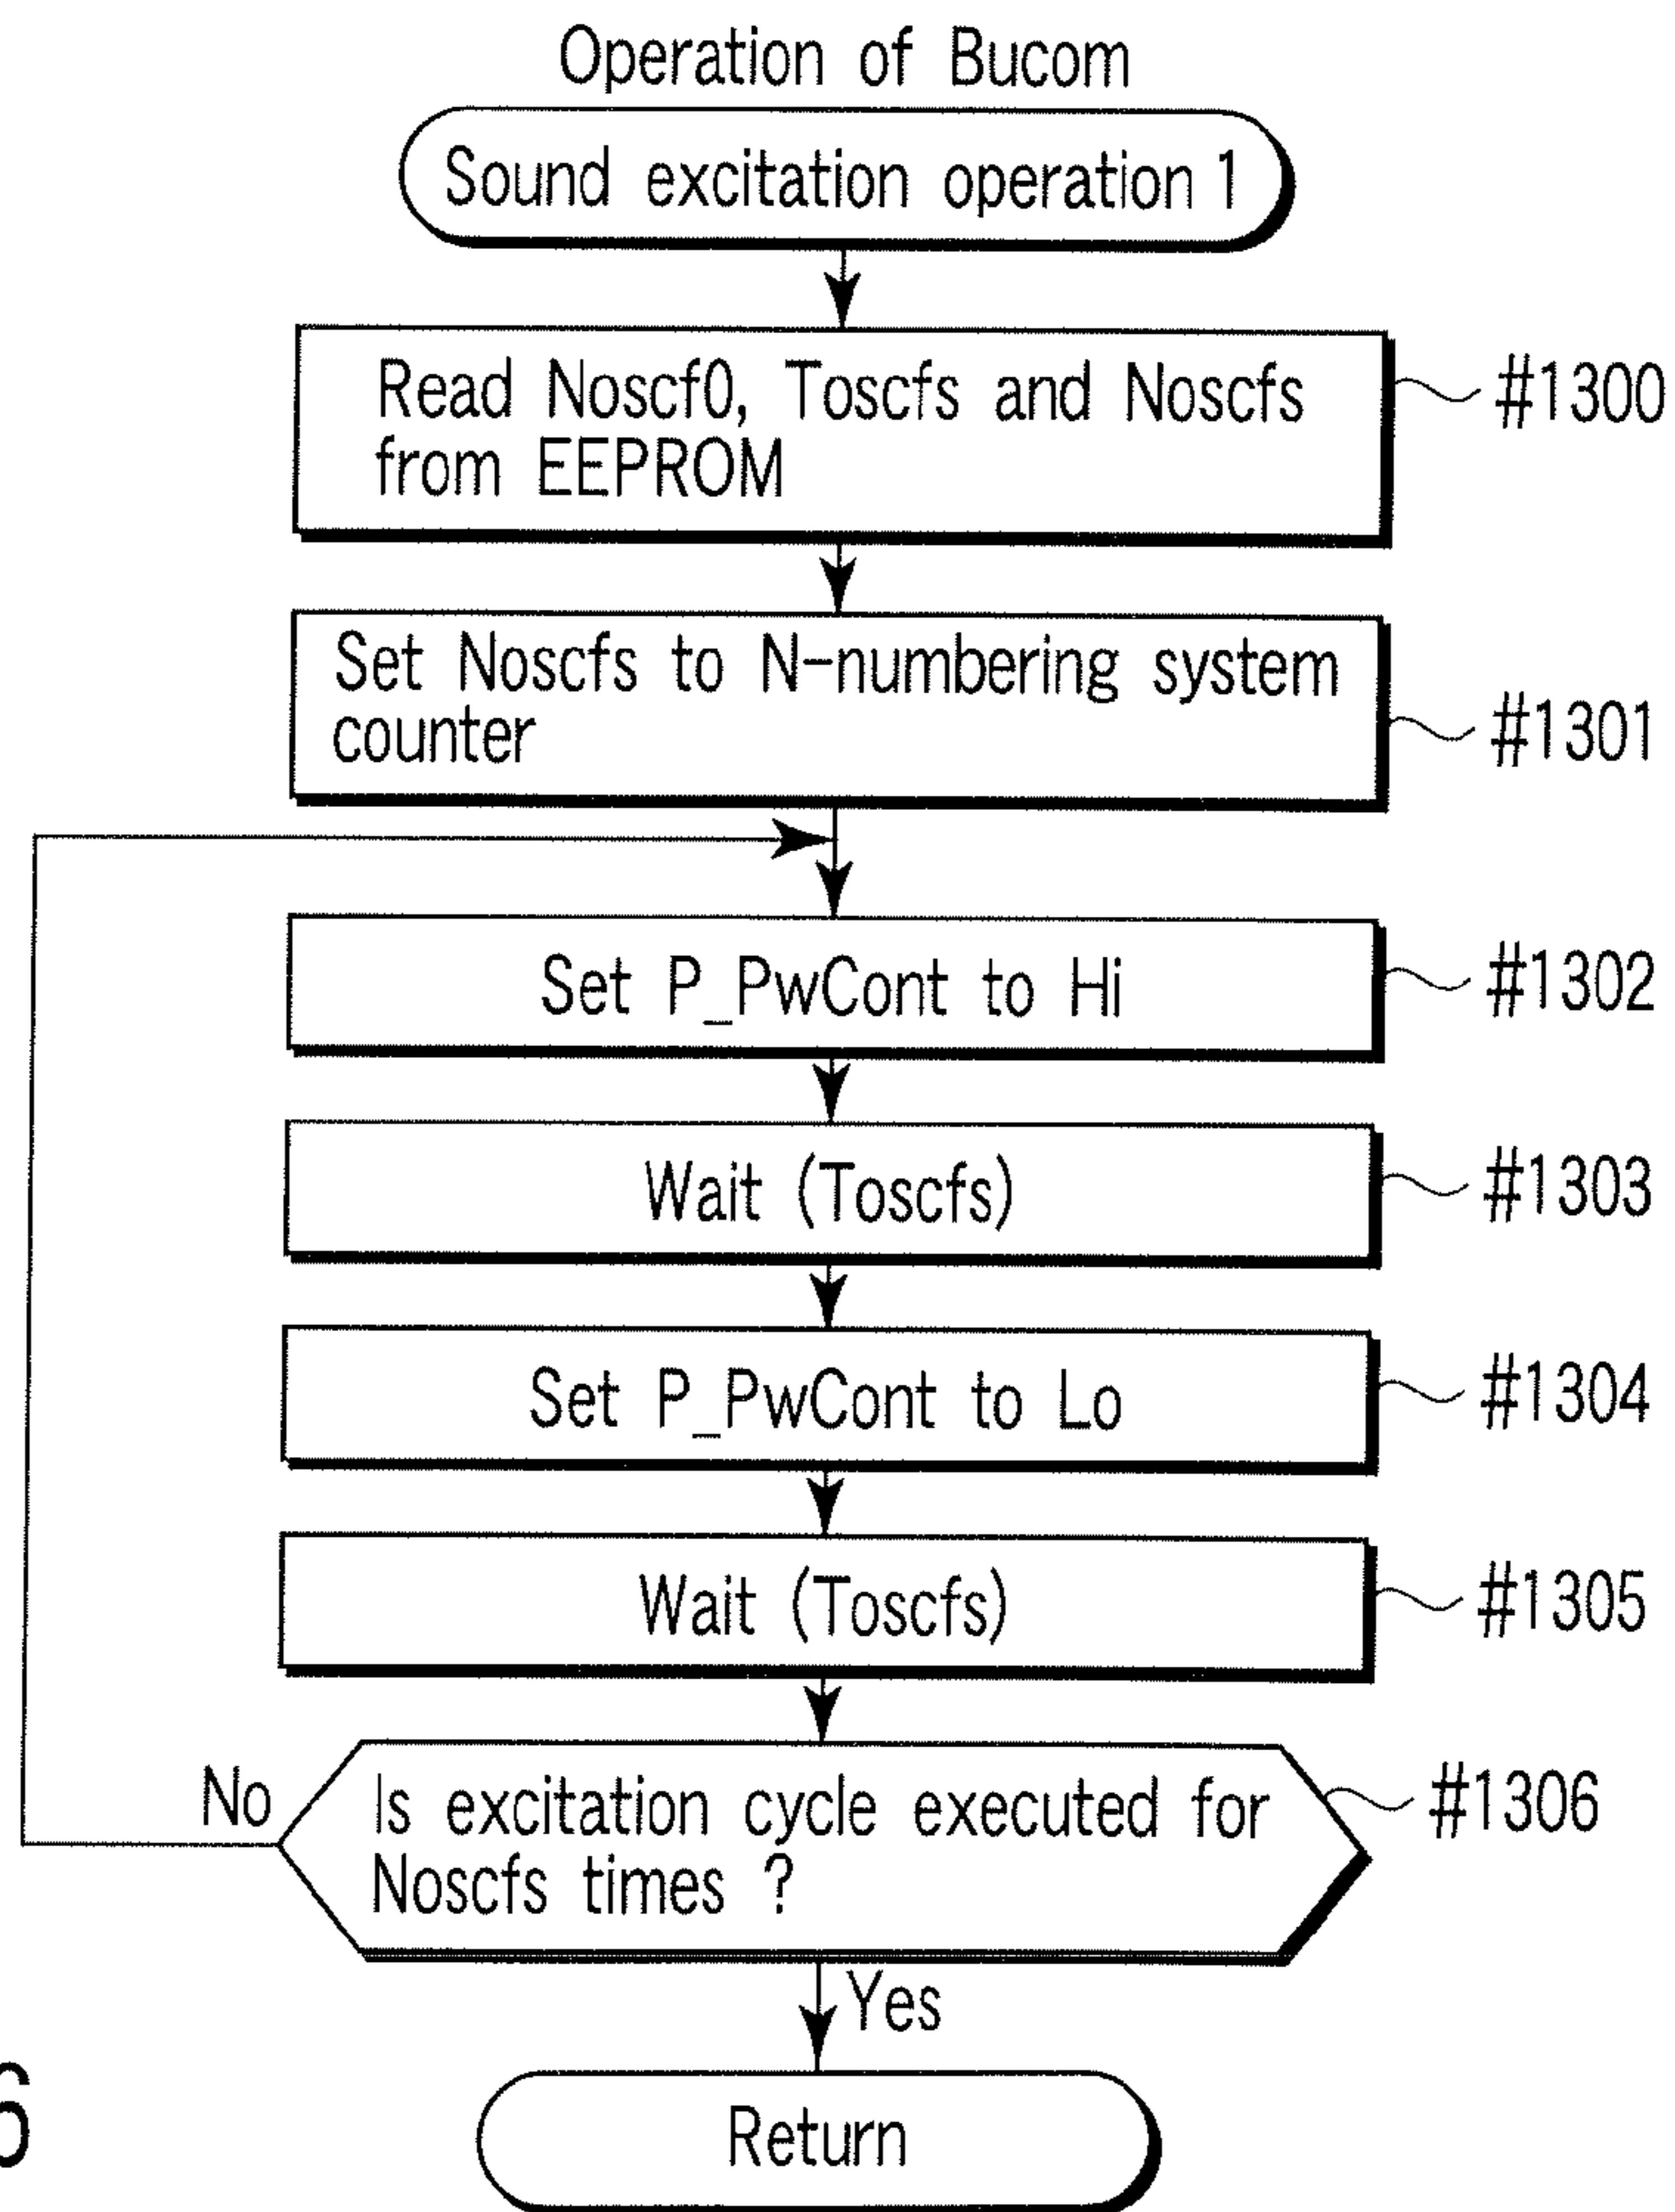 Operation of Bucom
Sound excitation operation 1
Read Noscf0, Toscfs and Noscfs
from EEPROM
#1300
Set Noscfs to N-numbering system
counter
#1301
Set P_PwCont to Hi
#1302
Wait (Toscfs)
#1303
Set P_PwCont to Lo
#1304
Wait (Toscfs)
#1305
No
Is excitation cycle executed for
Noscfs times ?
#1306
Yes
6
Return